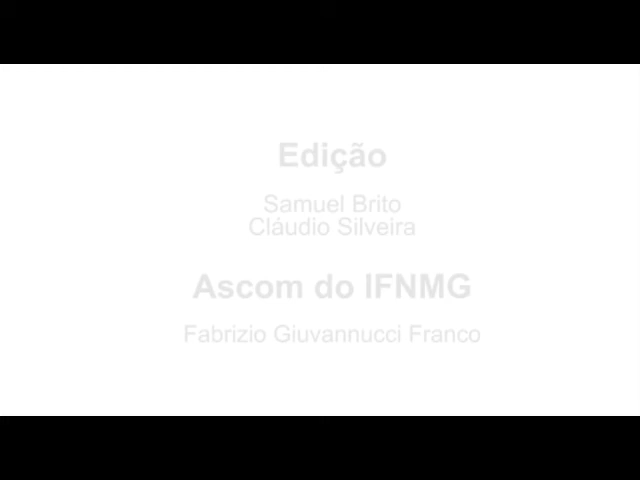 Edição
Samuel Brito
Cláudio Silveira
Ascom do IFNMG
Fabrizio Giuvannucci Franco